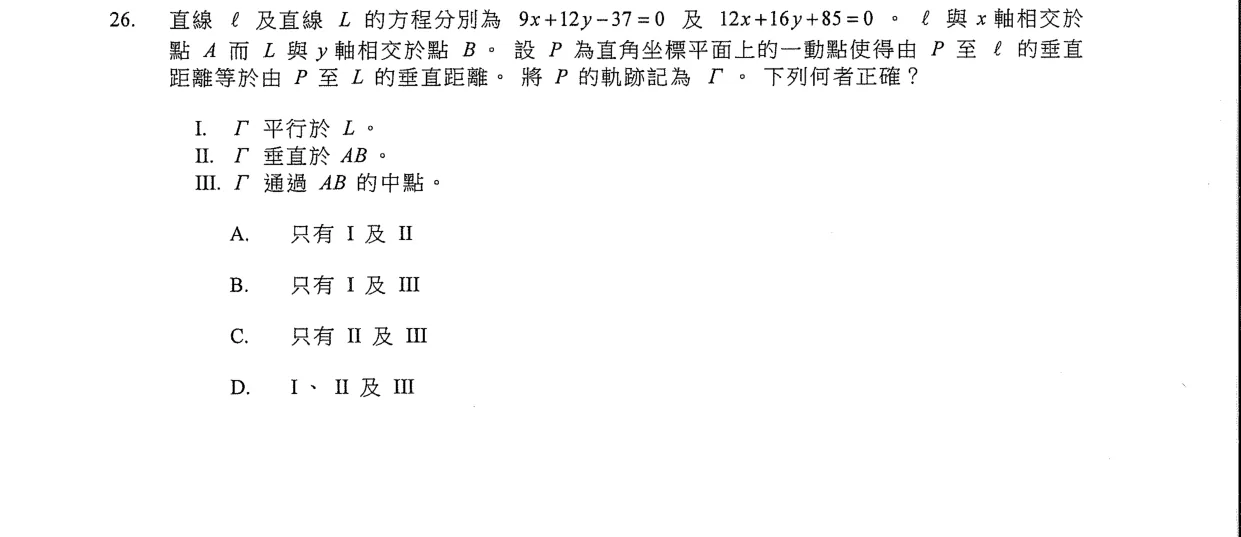 26. 直線 ℓ 及直線 L 的方程分別為 9x+12y−37=0 及 12x+16y+85=0 。 ℓ 與 x 軸相交於
點 A 而 L 與 y 軸相交於點 B 。 設 P 為直角坐標平面上的一動點使得由 P 至 ℓ 的垂直
距離等於由 P 至 L 的垂直距離。 將 P 的軌跡記為 Γ 。 下列何者正確?
I. Γ 平行於 L 。
II. Γ 垂直於 AB 。
III. Γ 通過 AB 的中點。
A. 只有 I 及 II
B. 只有 I 及 III
C. 只有 II 及 III
D. I 、 II 及 III